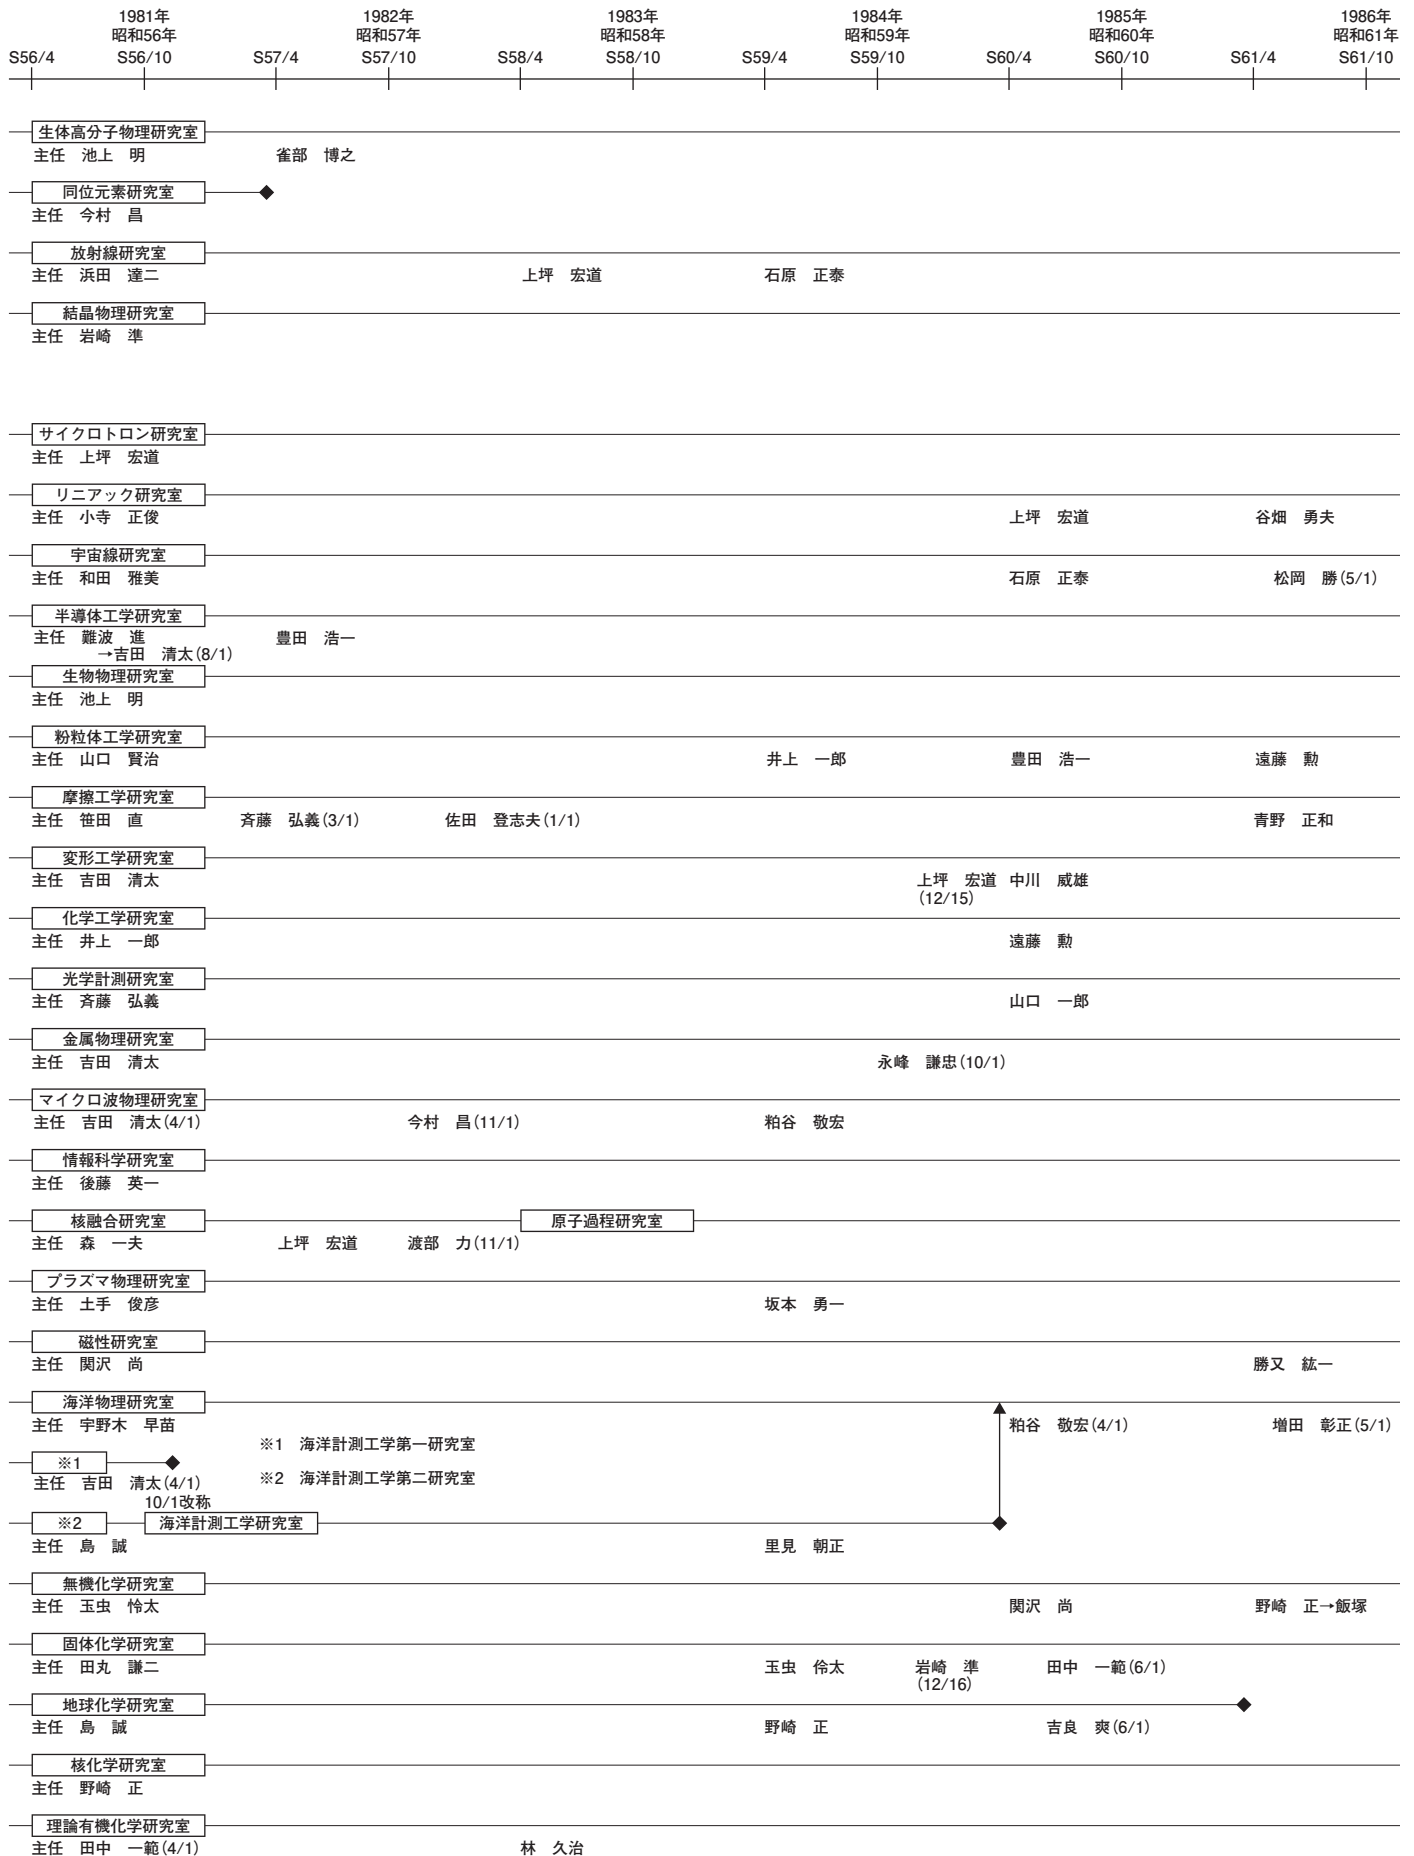 1981年 1982年 1983年 1984年 1985年 1986年
昭和56年 昭和57年 昭和58年 昭和59年 昭和60年 昭和61年
S56/4 S56/10 S57/4 S57/10 S58/4 S58/10 S59/4 S59/10 S60/4 S60/10 S61/4 S61/10
生体高分子物理研究室
主任　池上　明 雀部　博之
同位元素研究室
主任　今村　昌
放射線研究室
主任　浜田　達二 上坪　宏道 石原　正泰
結晶物理研究室
主任　岩崎　準
サイクロトロン研究室
主任　上坪　宏道
リニアック研究室
主任　小寺　正俊 上坪　宏道 谷畑　勇夫
宇宙線研究室
主任　和田　雅美 石原　正泰 松岡　勝(5/1)
半導体工学研究室
主任　難波　進 豊田　浩一
→吉田　清太(8/1)
生物物理研究室
主任　池上　明
粉粒体工学研究室
主任　山口　賢治 井上　一郎 豊田　浩一 遠藤　勲
摩擦工学研究室
主任　笹田　直 斉藤　弘義(3/1) 佐田　登志夫(1/1) 青野　正和
変形工学研究室
主任　吉田　清太 上坪　宏道 中川　威雄
(12/15)
化学工学研究室
主任　井上　一郎 遠藤　勲
光学計測研究室
主任　斉藤　弘義 山口　一郎
金属物理研究室
主任　吉田　清太 永峰　謙忠(10/1)
マイクロ波物理研究室
主任　吉田　清太(4/1) 今村　昌(11/1) 粕谷　敬宏
情報科学研究室
主任　後藤　英一
核融合研究室 原子過程研究室
主任　森　一夫 上坪　宏道 渡部　力(11/1)
プラズマ物理研究室
主任　土手　俊彦 坂本　勇一
磁性研究室
主任　関沢　尚 勝又　紘一
海洋物理研究室
主任　宇野木　早苗 粕谷　敬宏(4/1) 増田　彰正(5/1)
※1　海洋計測工学第一研究室
※1
主任　吉田　清太(4/1) ※2　海洋計測工学第二研究室
10/1改称
※2 海洋計測工学研究室
主任　島　誠 里見　朝正
無機化学研究室
主任　玉虫　怜太 関沢　尚 野崎　正→飯塚
固体化学研究室
主任　田丸　謙二 玉虫　伶太 岩崎　準 田中　一範(6/1)
(12/16)
地球化学研究室
主任　島　誠 野崎　正 吉良　爽(6/1)
核化学研究室
主任　野崎　正
理論有機化学研究室
主任　田中　一範(4/1) 林　久治